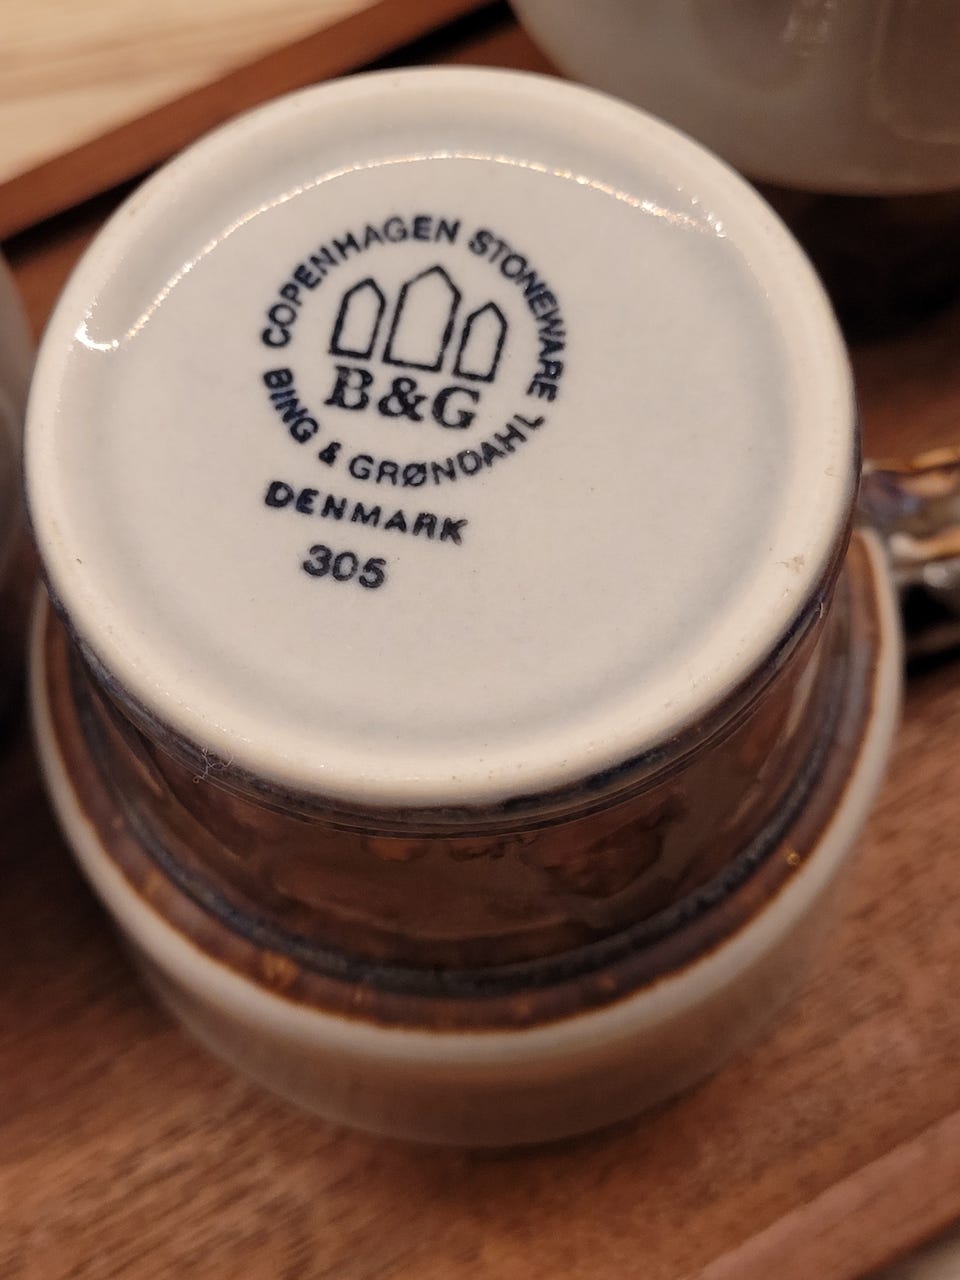 COPENHAGEN STONEWARE
B&G
BING & GRØNDAHL
DENMARK
305